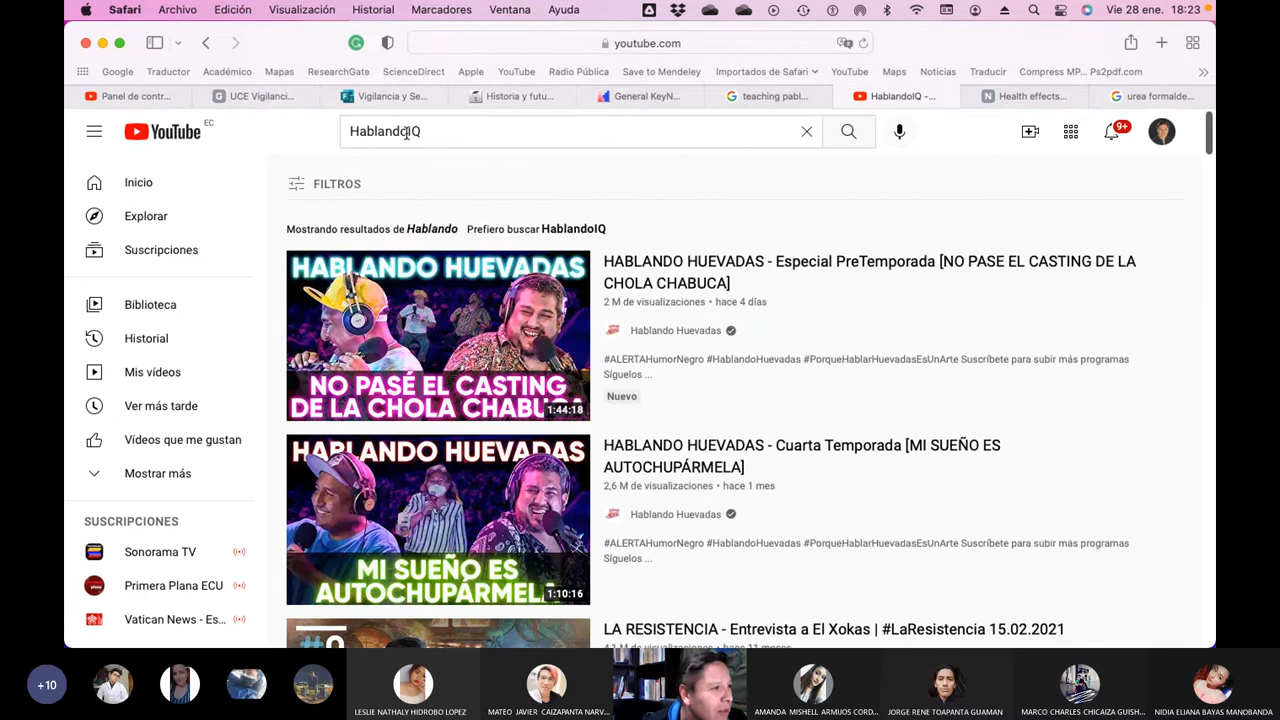 Safari Archivo Edición Visualización Historial Marcadores Ventana Ayuda Vie 28 ene. 18:23
youtube.com
Google Traductor Académico Mapas ResearchGate ScienceDirect Apple YouTube Radio Pública Save to Mendeley Importados de Safari YouTube Maps Noticias Traducir Compress MP... Ps2pdf.com
Panel de contr... UCE Vigilanci... Vigilancia y Se... Historia y futu... General KeyN... teaching pabl... HablandoIQ -... Health effects... urea formalde...
YouTube EC
HablandoIQ
9+
Inicio
Explorar
Suscripciones
Biblioteca
Historial
Mis vídeos
Ver más tarde
Vídeos que me gustan
Mostrar más
SUSCRIPCIONES
Sonorama TV
Primera Plana ECU
Vatican News - Es...
FILTROS
Mostrando resultados de Hablando Prefiero buscar HablandoIQ
HABLANDO HUEVADAS
NO PASÉ EL CASTING
DE LA CHOLA CHABUCA
1:44:18
HABLANDO HUEVADAS - Especial PreTemporada [NO PASE EL CASTING DE LA
CHOLA CHABUCA]
2 M de visualizaciones • hace 4 días
Hablando Huevadas
#ALERTAHumorNegro #HablandoHuevadas #PorqueHablarHuevadasEsUnArte Suscríbete para subir más programas
Síguelos ...
Nuevo
HABLANDO HUEVADAS
MI SUEÑO ES
AUTOCHUPÁRMELA
1:10:16
HABLANDO HUEVADAS - Cuarta Temporada [MI SUEÑO ES
AUTOCHUPÁRMELA]
2,6 M de visualizaciones • hace 1 mes
Hablando Huevadas
#ALERTAHumorNegro #HablandoHuevadas #PorqueHablarHuevadasEsUnArte Suscríbete para subir más programas
Síguelos ...
LA RESISTENCIA - Entrevista a El Xokas | #LaResistencia 15.02.2021
4,1 M de visualizaciones • hace 11 meses
+10
LESLIE NATHALY HIDROBO LOPEZ
MATEO JAVIER CAIZAPANTA NARV...
AMANDA MISHELL ARMIJOS CORD...
JORGE RENE TOAPANTA GUAMAN
MARCO CHARLES CHICAIZA GUISH...
NIDIA ELIANA BAYAS MANOBANDA